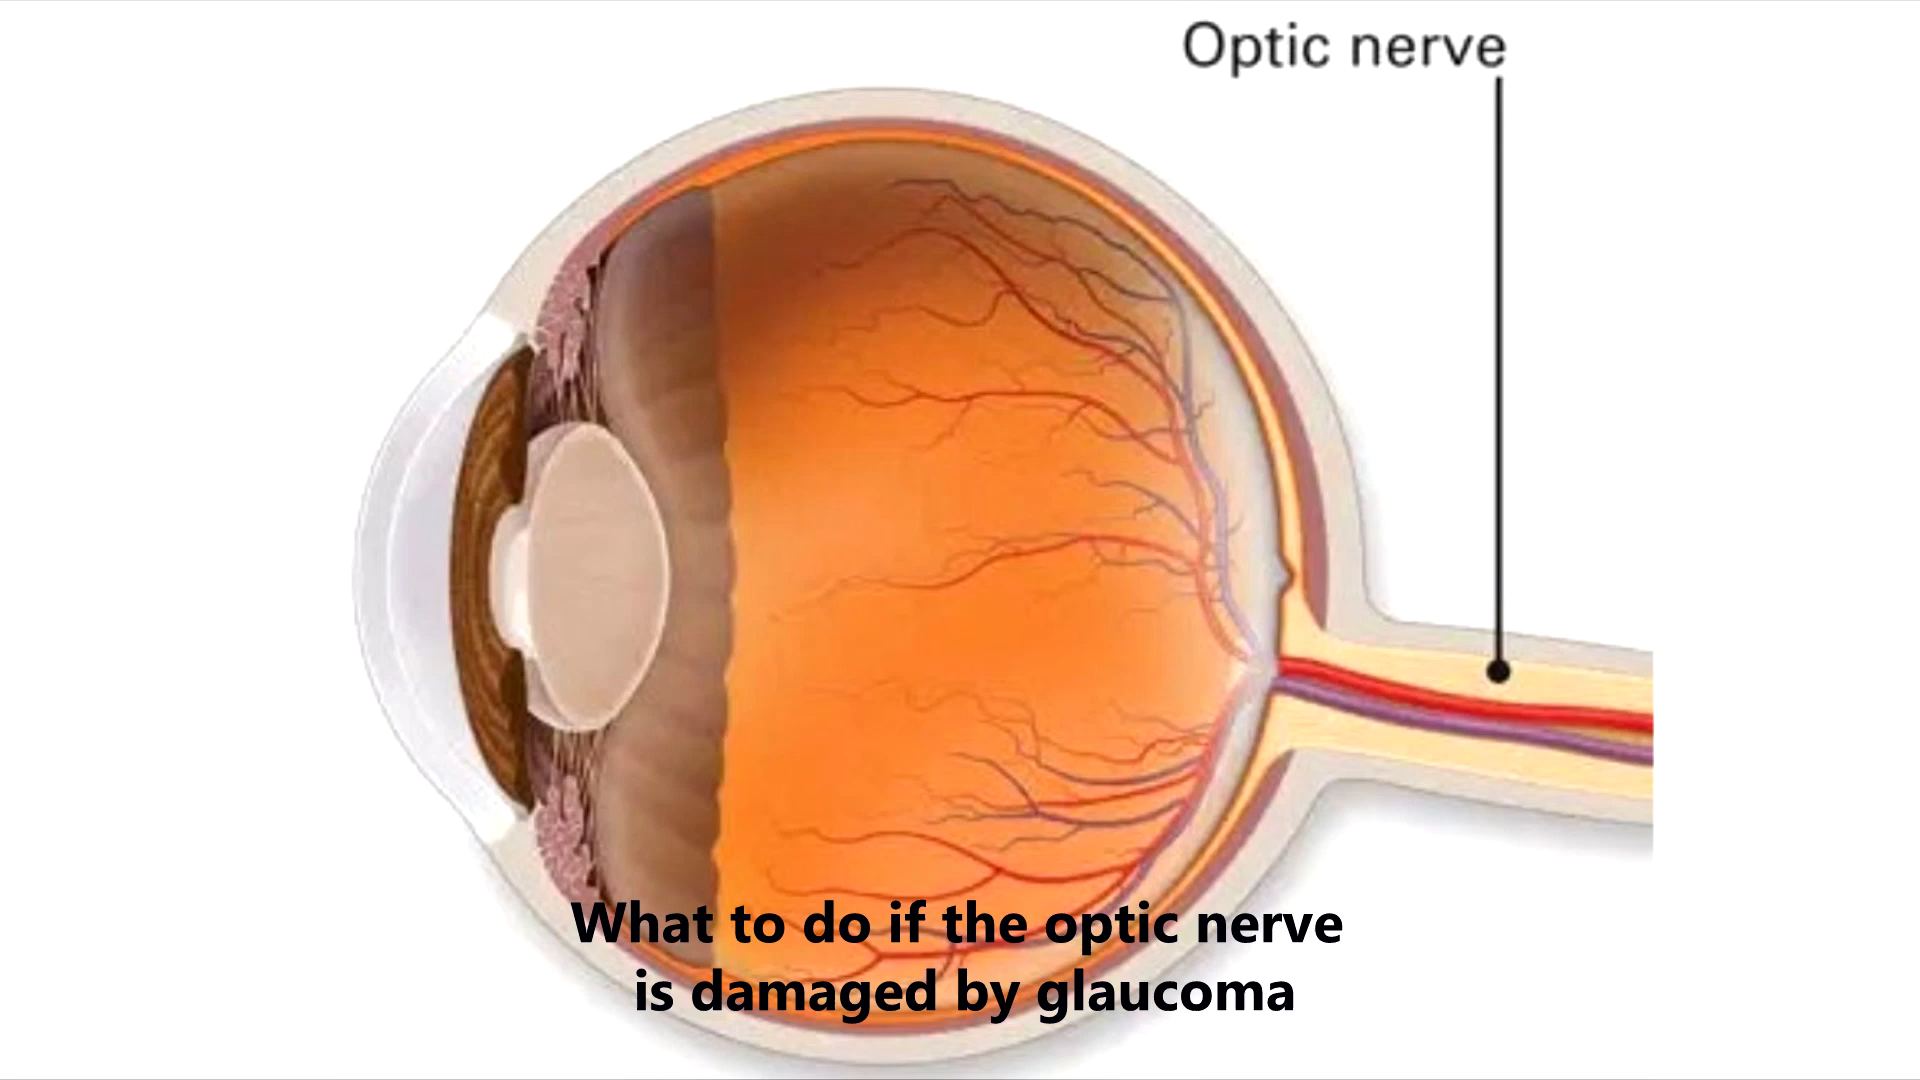 Optic nerve
What to do if the optic nerve
is damaged by glaucoma